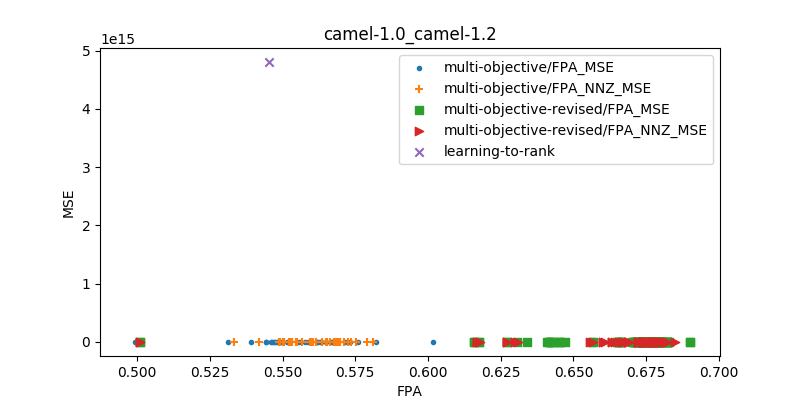 camel-1.0_camel-1.2
1e15
MSE
5
4
3
2
1
0
multi-objective/FPA_MSE
multi-objective/FPA_NNZ_MSE
multi-objective-revised/FPA_MSE
multi-objective-revised/FPA_NNZ_MSE
learning-to-rank
0.500 0.525 0.550 0.575 0.600 0.625 0.650 0.675 0.700
FPA